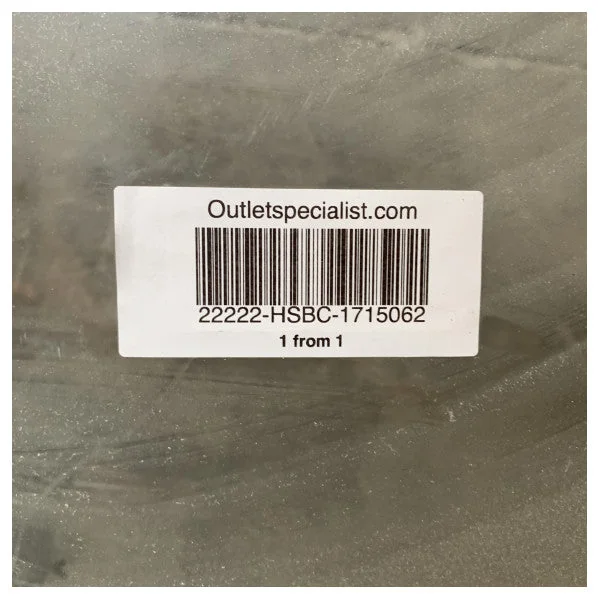 Outletspecialist.com
22222-HSBC-1715062
1 from 1